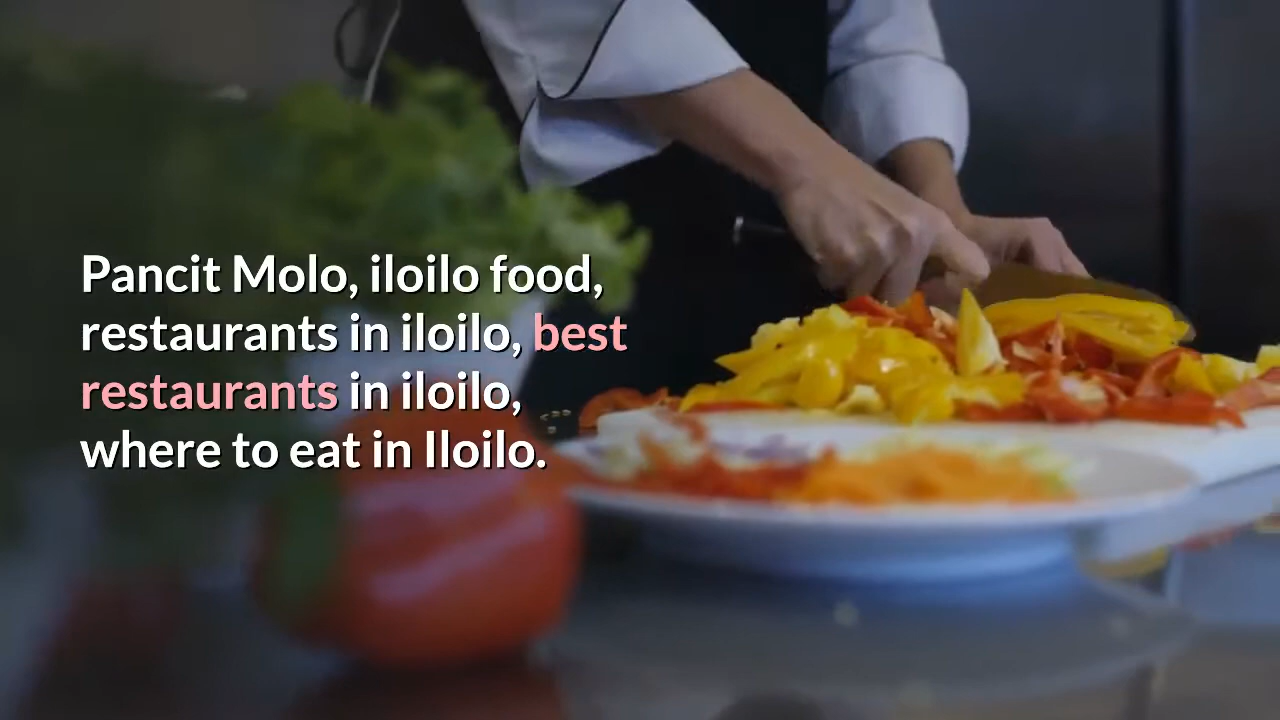 Pancit Molo, iloilo food,
restaurants in iloilo, best
restaurants in iloilo,
where to eat in Iloilo.